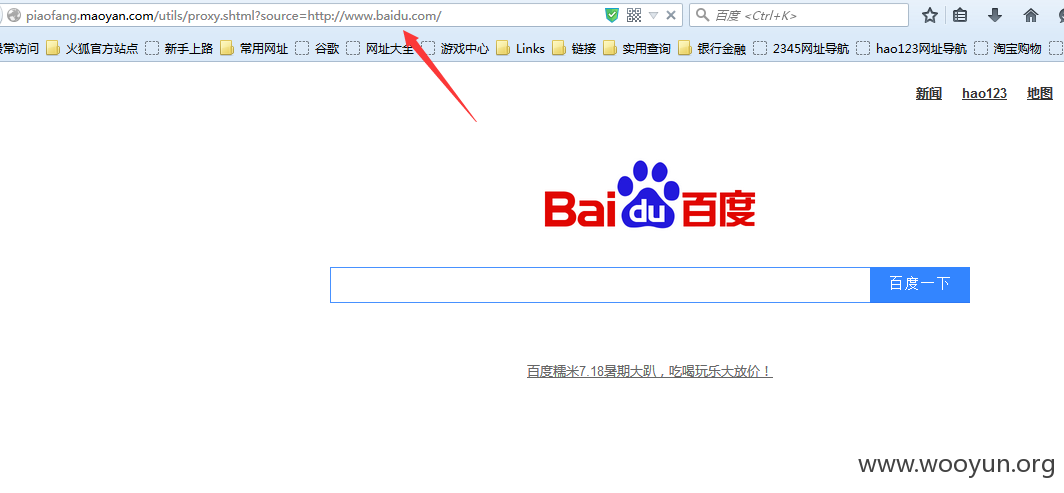 piaofang.maoyan.com/utils/proxy.shtml?source=http://www.baidu.com/ 百度 <Ctrl+K>
最常访问 火狐官方站点 新手上路 常用网址 谷歌 网址大全 游戏中心 Links 链接 实用查询 银行金融 2345网址导航 hao123网址导航 淘宝购物
新闻 hao123 地图
Bai du 百度
百度一下
百度糯米7.18暑期大趴，吃喝玩乐大放价！
www.wooyun.org